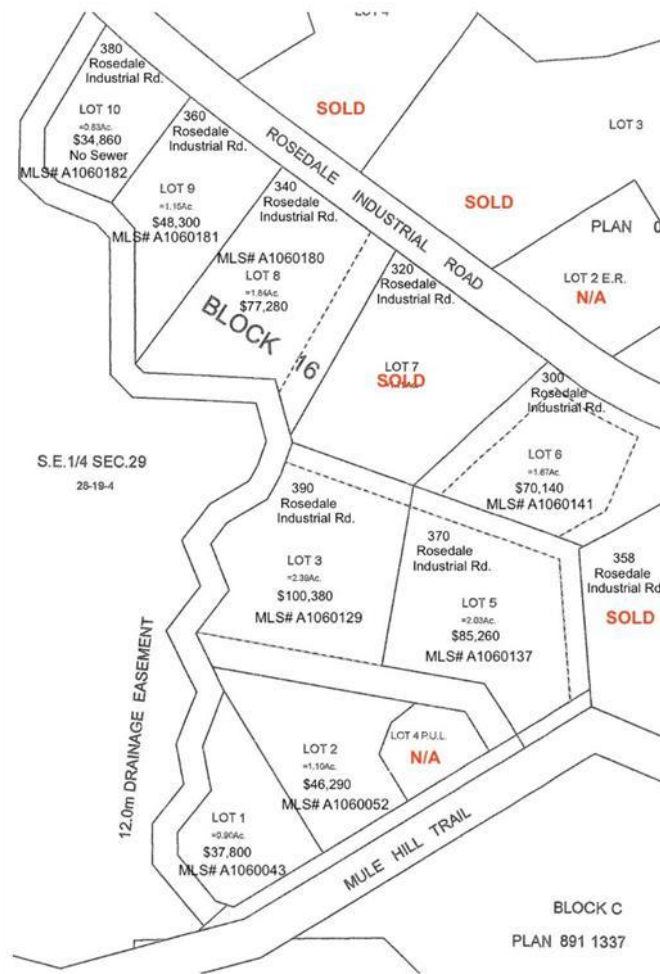 LOT 3
SOLD
ROSEDALE INDUSTRIAL ROAD
SOLD
PLAN
LOT 2 E.R.
N/A
380
Rosedale
Industrial Rd.
LOT 10
=0.83Ac.
$34,860
No Sewer
MLS# A1060182
360
Rosedale
Industrial Rd.
LOT 9
=1.15Ac.
$48,300
MLS# A1060181
340
Rosedale
Industrial Rd.
MLS# A1060180
LOT 8
=1.84Ac.
$77,280
BLOCK 16
320
Rosedale
Industrial Rd.
LOT 7
SOLD
300
Rosedale
Industrial Rd.
LOT 6
=1.67Ac.
$70,140
MLS# A1060141
S.E.1/4 SEC.29
28-19-4
390
Rosedale
Industrial Rd.
LOT 3
=2.39Ac.
$100,380
MLS# A1060129
370
Rosedale
Industrial Rd.
LOT 5
=2.03Ac.
$85,260
MLS# A1060137
358
Rosedale
Industrial Rd
SOLD
12.0m DRAINAGE EASEMENT
LOT 4 P.U.L.
N/A
LOT 2
=1.10Ac.
$46,290
MLS# A1060052
LOT 1
=0.90Ac.
$37,800
MLS# A1060043
MULE HILL TRAIL
BLOCK C
PLAN 891 1337